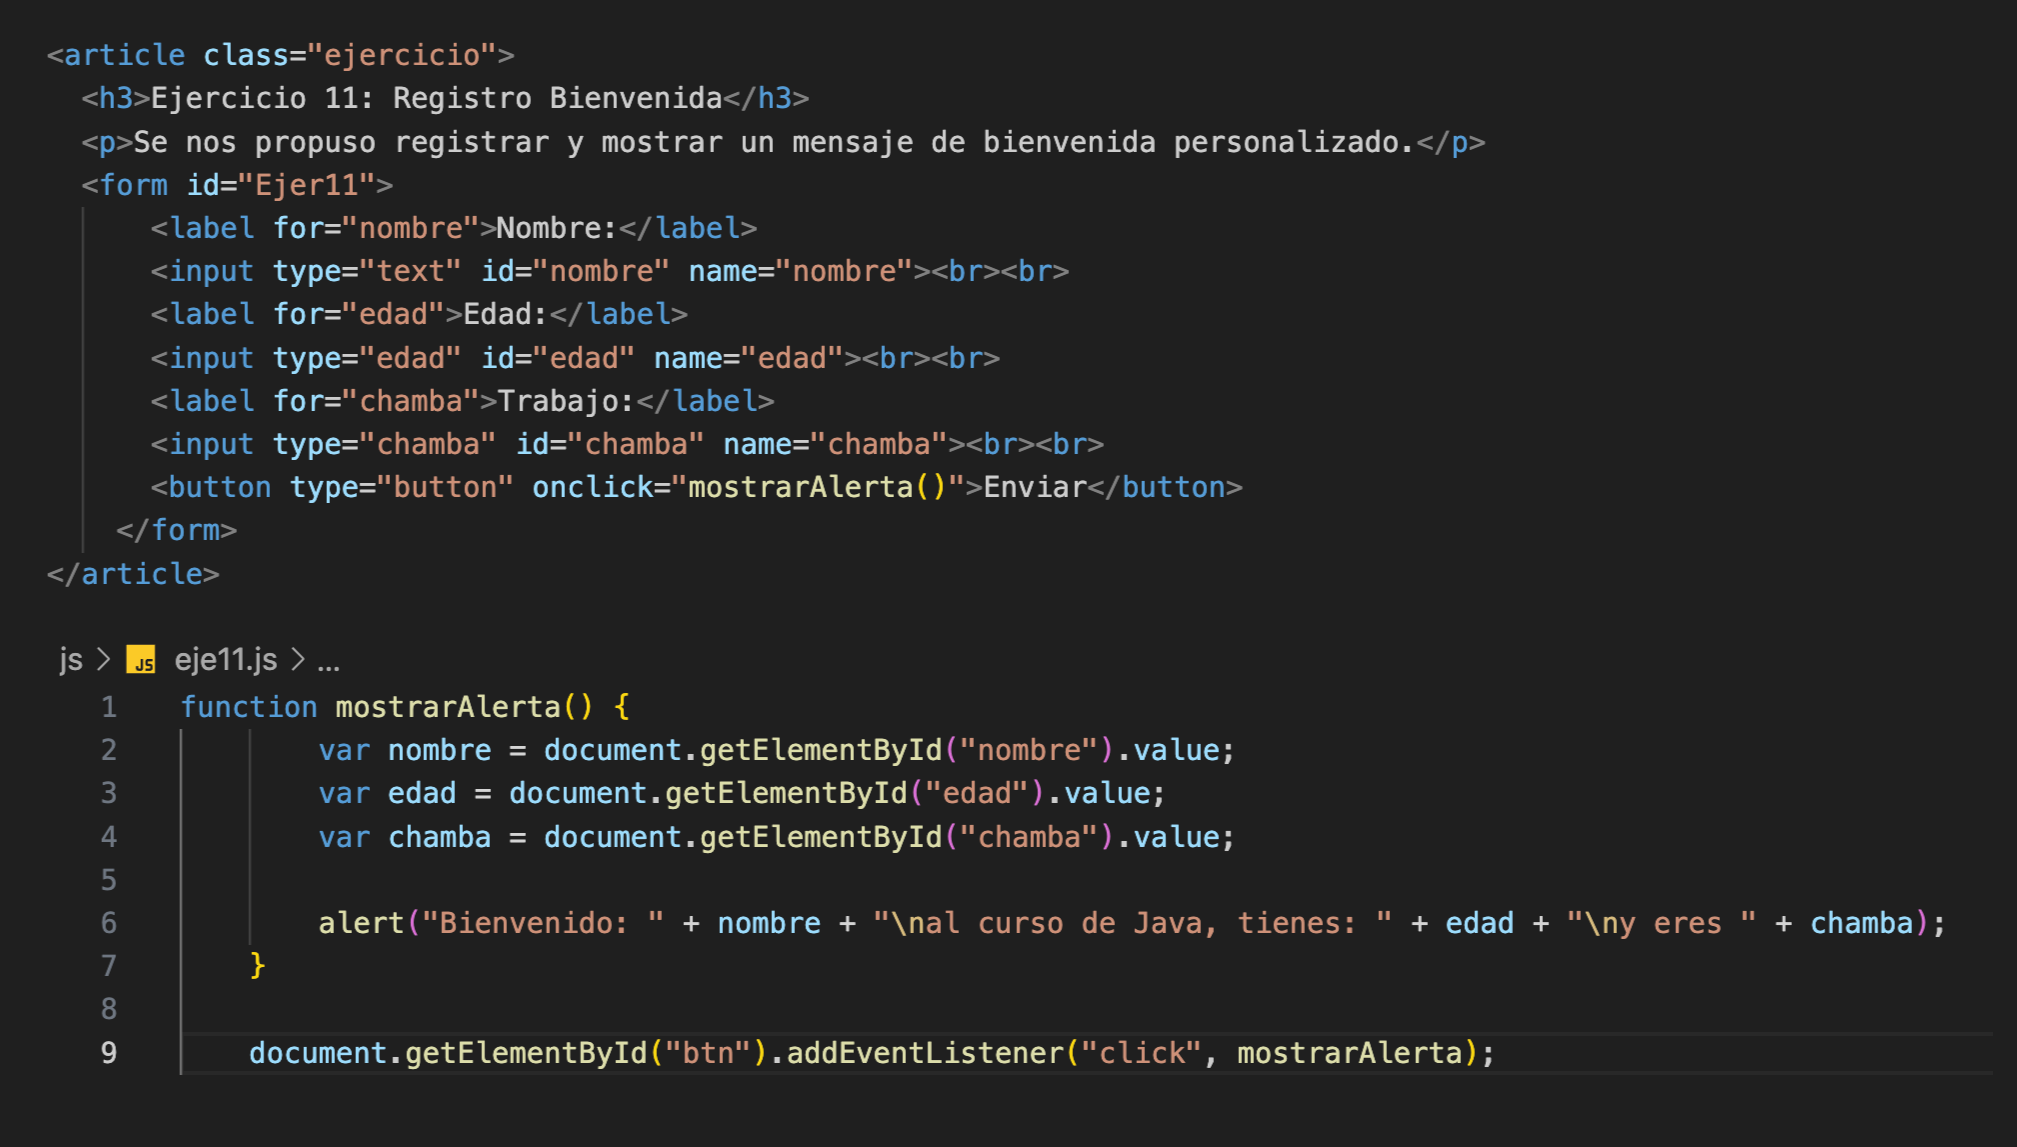 <article class="ejercicio">
<h3>Ejercicio 11: Registro Bienvenida</h3>
<p>Se nos propuso registrar y mostrar un mensaje de bienvenida personalizado.</p>
<form id="Ejer11">
<label for="nombre">Nombre:</label>
<input type="text" id="nombre" name="nombre"><br><br>
<label for="edad">Edad:</label>
<input type="edad" id="edad" name="edad"><br><br>
<label for="chamba">Trabajo:</label>
<input type="chamba" id="chamba" name="chamba"><br><br>
<button type="button" onclick="mostrarAlerta()">Enviar</button>
</form>
</article>
js > JS eje11.js > ...
1 function mostrarAlerta() {
2 var nombre = document.getElementById("nombre").value;
3 var edad = document.getElementById("edad").value;
4 var chamba = document.getElementById("chamba").value;
5
6 alert("Bienvenido: " + nombre + "\nal curso de Java, tienes: " + edad + "\ny eres " + chamba);
7 }
8
9 document.getElementById("btn").addEventListener("click", mostrarAlerta);